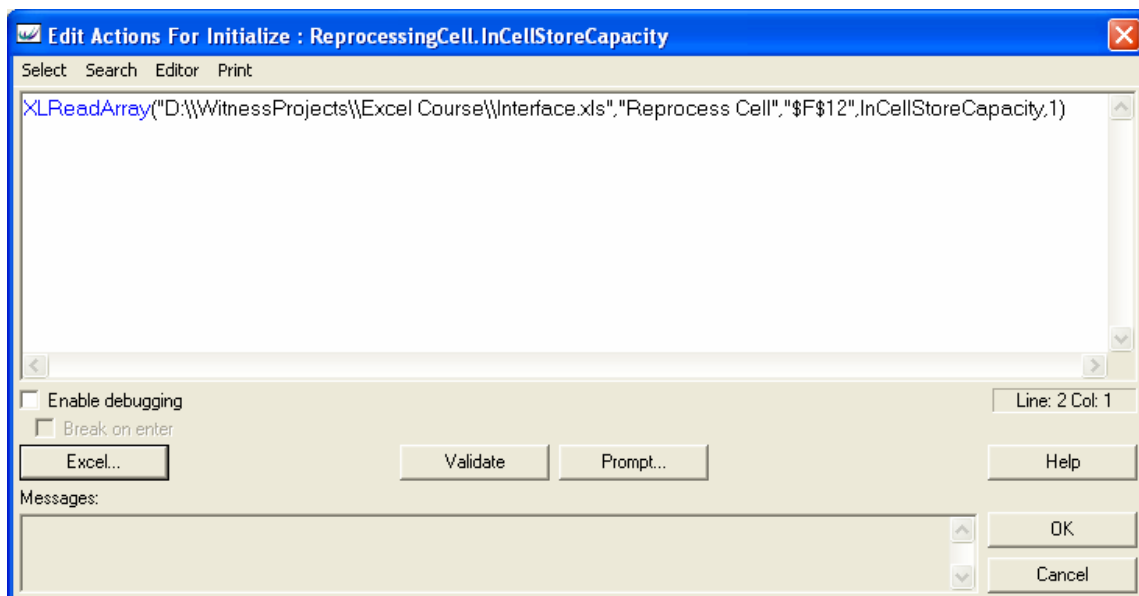 Edit Actions For Initialize : ReprocessingCell.InCellStoreCapacity
Select Search Editor Print
XLReadArray("D:\\WitnessProjects\\Excel Course\\Interface.xls","Reprocess Cell","$F$12",InCellStoreCapacity,1)
Enable debugging
Line: 2 Col: 1
Break on enter
Excel... Validate Prompt... Help
Messages:
OK
Cancel